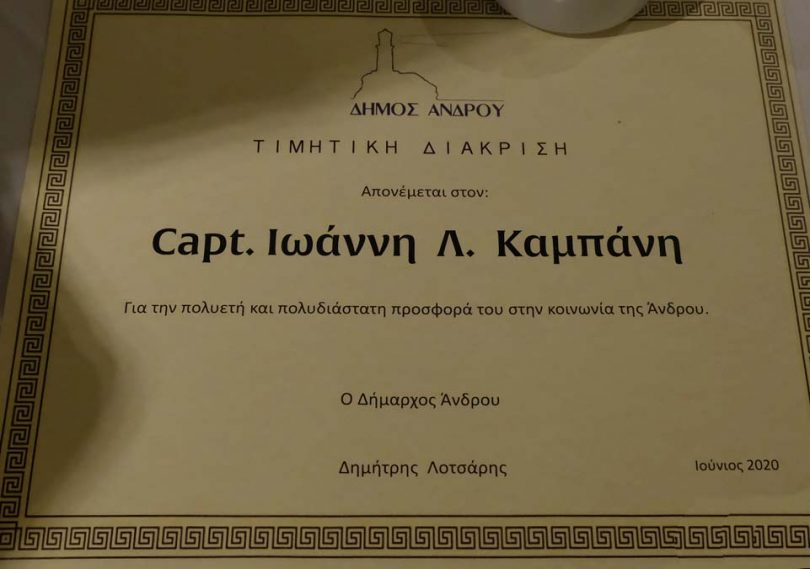 ΔΗΜΟΣ ΑΝΔΡΟΥ
ΤΙΜΗΤΙΚΗ ΔΙΑΚΡΙΣΗ
Απονέμεται στον:
Capt. Ιωάννη Λ. Καμπάνη
Για την πολυετή και πολυδιάστατη προσφορά του στην κοινωνία της Άνδρου.
Ο Δήμαρχος Άνδρου
Δημήτρης Λοτσάρης
Ιούνιος 2020